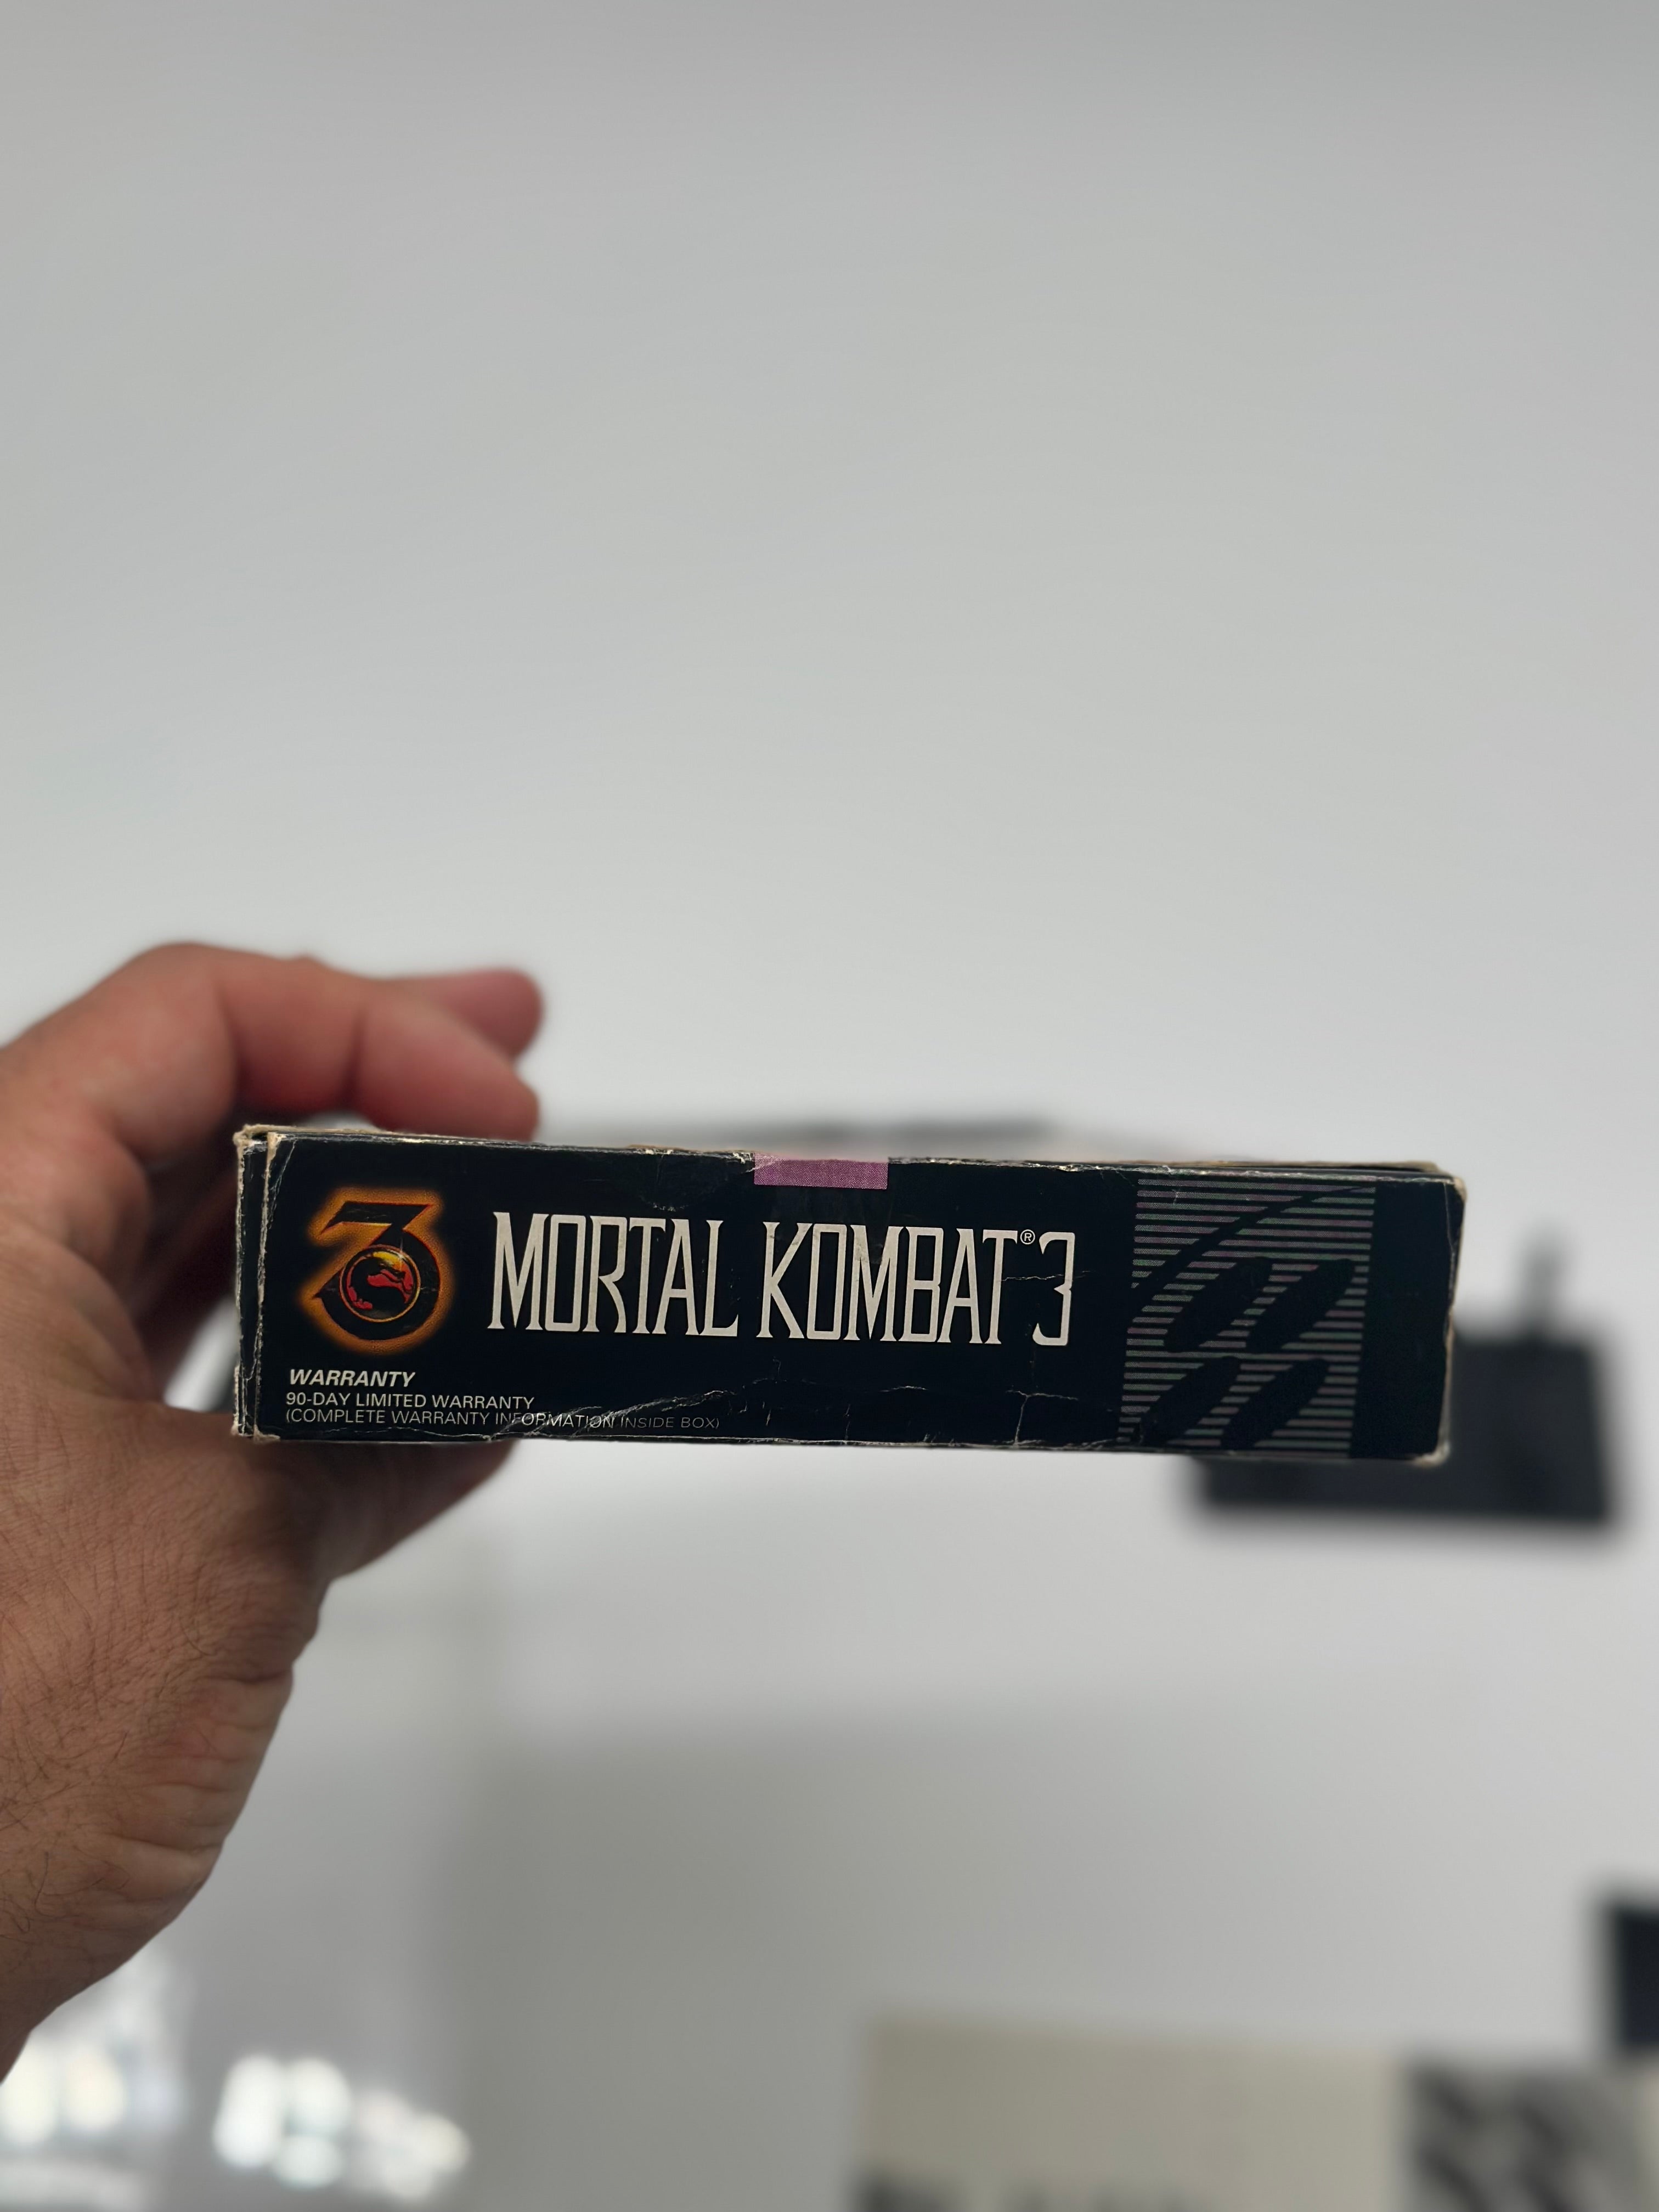 3
MORTAL KOMBAT® 3
WARRANTY
90-DAY LIMITED WARRANTY
(COMPLETE WARRANTY INFORMATION INSIDE BOX)